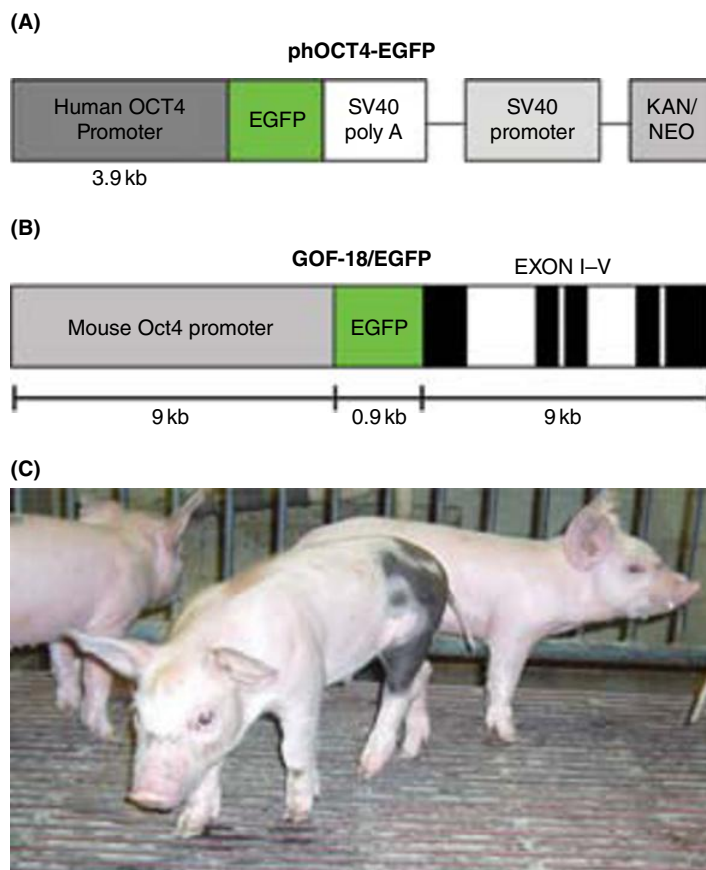 (A)
phOCT4-EGFP
Human OCT4
Promoter
EGFP
SV40
poly A
SV40
promoter
KAN/
NEO
3.9 kb
(B)
GOF-18/EGFP
EXON I–V
Mouse Oct4 promoter
EGFP
9 kb
0.9 kb
9 kb
(C)